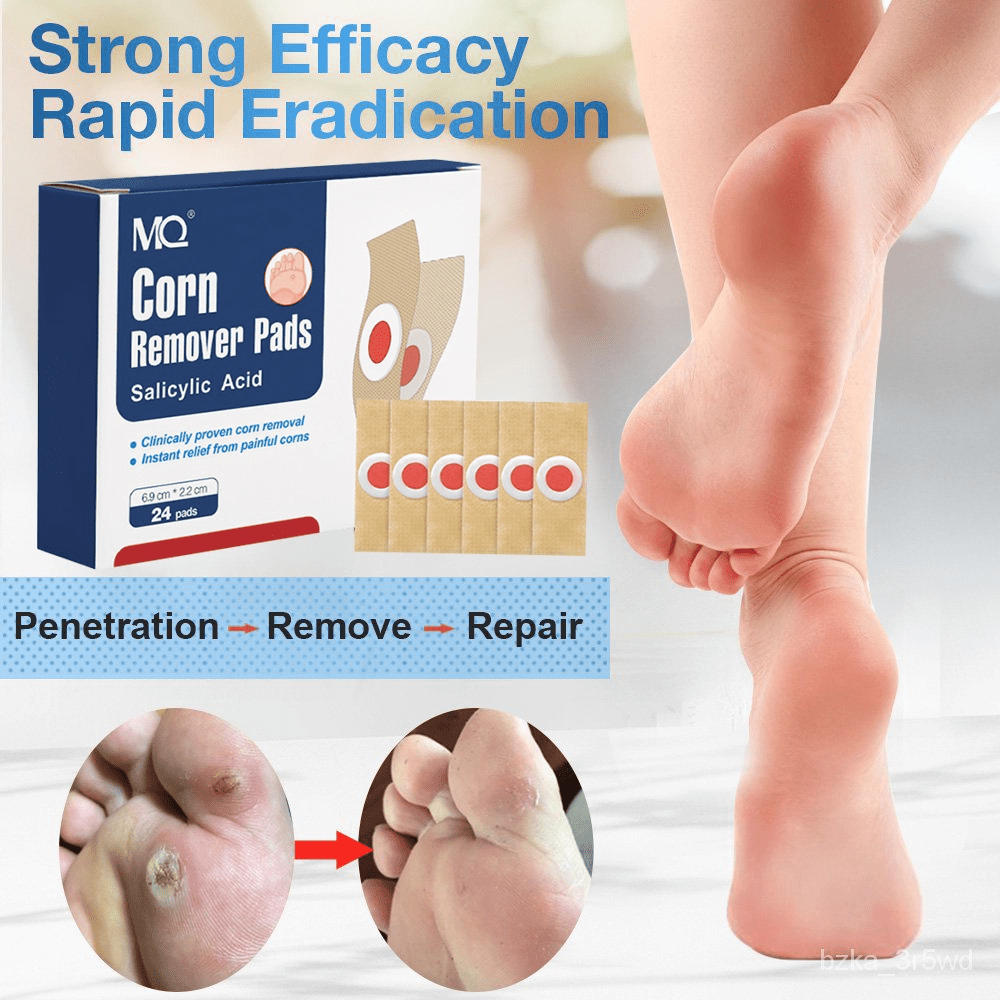 Strong Efficacy
Rapid Eradication
MQ®
Corn
Remover Pads
Salicylic Acid
• Clinically proven corn removal
• Instant relief from painful corns
6.9 cm * 2.2 cm
24 pads
Penetration → Remove → Repair
bzka_3r5wd